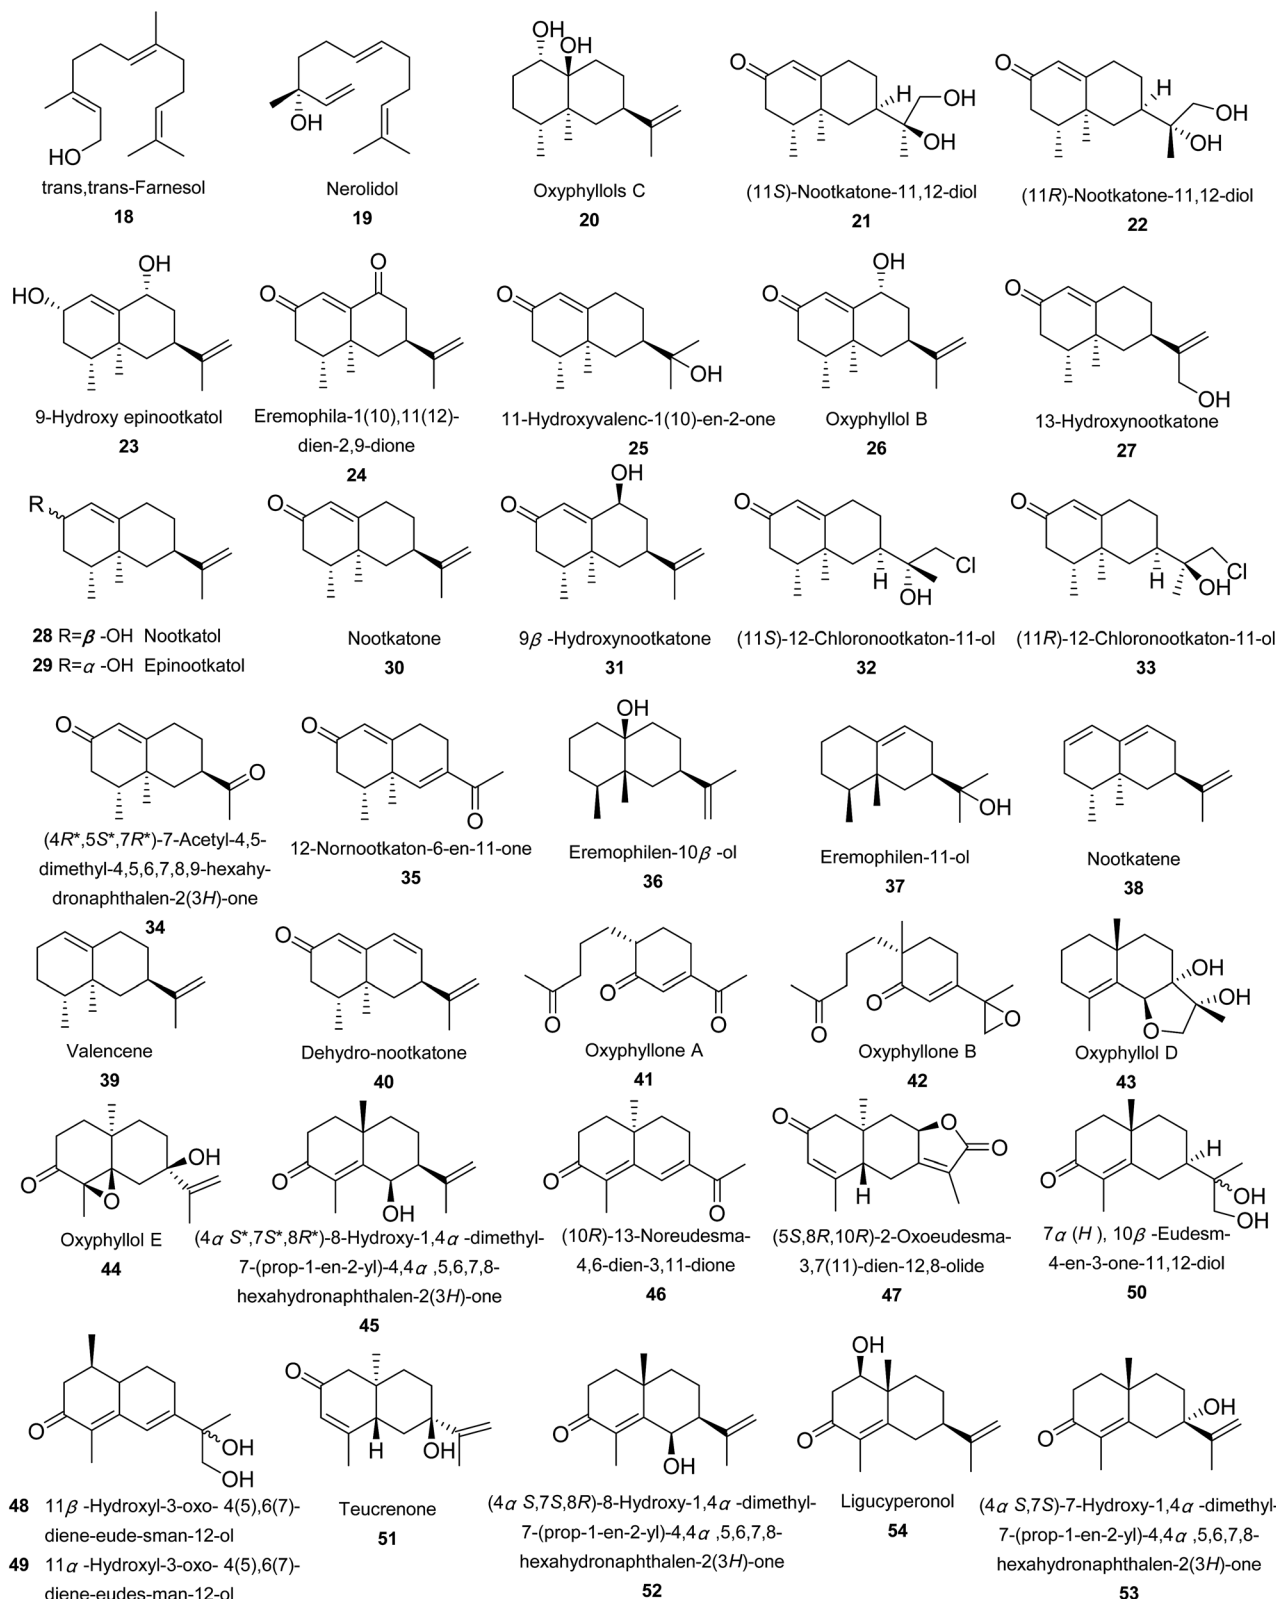 OH
OH
O
H
OH
OH
O
H
OH
OH
OH
HO
trans,trans-Farnesol
18
Nerolidol
19
Oxyphyllols C
20
(11S)-Nootkatone-11,12-diol
21
(11R)-Nootkatone-11,12-diol
22
OH
HO
O
O
O
OH
O
OH
O
OH
9-Hydroxy epinootkatol
23
Eremophila-1(10),11(12)-
dien-2,9-dione
24
11-Hydroxyvalenc-1(10)-en-2-one
25
Oxyphyllol B
26
13-Hydroxynootkatone
27
R
O
OH
O
O
H
OH
Cl
O
H
OH
Cl
28 R=β -OH Nootkatol
29 R=α -OH Epinootkatol
Nootkatone
30
9β -Hydroxynootkatone
31
(11S)-12-Chloronootkaton-11-ol
32
(11R)-12-Chloronootkaton-11-ol
33
O
O
O
O
OH
OH
(4R*,5S*,7R*)-7-Acetyl-4,5-
dimethyl-4,5,6,7,8,9-hexahy-
dronaphthalen-2(3H)-one
34
12-Nornootkaton-6-en-11-one
35
Eremophilen-10β -ol
36
Eremophilen-11-ol
37
Nootkatene
38
O
O
O
O
O
O
O
OH
OH
O
Valencene
39
Dehydro-nootkatone
40
Oxyphyllone A
41
Oxyphyllone B
42
Oxyphyllol D
43
O
O
OH
O
OH
O
O
O
H
O
O
O
H
OH
OH
Oxyphyllol E
44
(4α S*,7S*,8R*)-8-Hydroxy-1,4α -dimethyl-
7-(prop-1-en-2-yl)-4,4α ,5,6,7,8-
hexahydronaphthalen-2(3H)-one
45
(10R)-13-Noreudesma-
4,6-dien-3,11-dione
46
(5S,8R,10R)-2-Oxoeudesma-
3,7(11)-dien-12,8-olide
47
7α (H ), 10β -Eudesm-
4-en-3-one-11,12-diol
50
O
OH
OH
O
H
OH
O
OH
OH
O
O
OH
48 11β -Hydroxyl-3-oxo- 4(5),6(7)-
diene-eude-sman-12-ol
49 11α -Hydroxyl-3-oxo- 4(5),6(7)-
diene-eudes-man-12-ol
Teucrenone
51
(4α S,7S,8R)-8-Hydroxy-1,4α -dimethyl-
7-(prop-1-en-2-yl)-4,4α ,5,6,7,8-
hexahydronaphthalen-2(3H)-one
52
Ligucyperonol
54
(4α S,7S)-7-Hydroxy-1,4α -dimethyl-
7-(prop-1-en-2-yl)-4,4α ,5,6,7,8-
hexahydronaphthalen-2(3H)-one
53